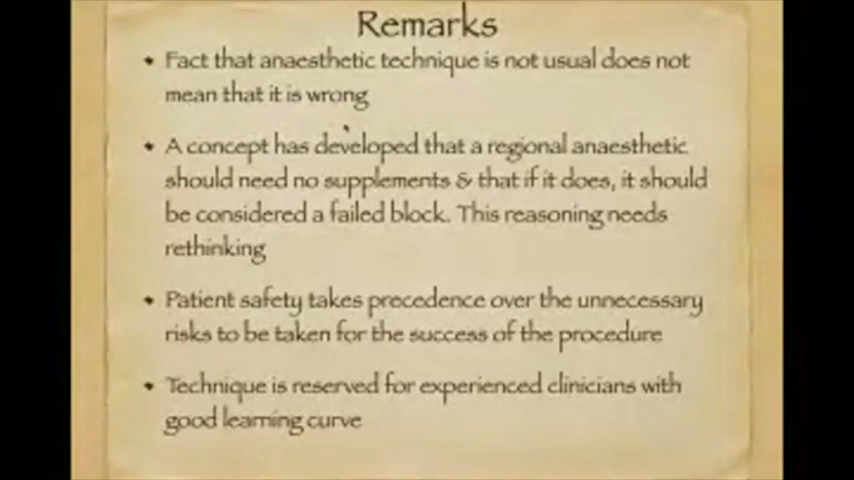 Remarks
• Fact that anaesthetic technique is not usual does not
mean that it is wrong
• A concept has developed that a regional anaesthetic
should need no supplements & that if it does, it should
be considered a failed block. This reasoning needs
rethinking
• Patient safety takes precedence over the unnecessary
risks to be taken for the success of the procedure
• Technique is reserved for experienced clinicians with
good learning curve